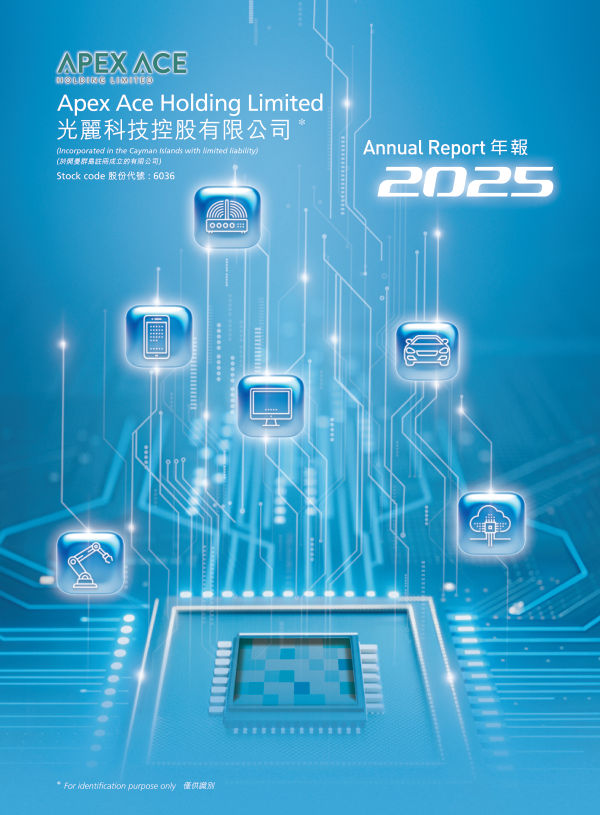 APEX ACE
HOLDING LIMITED
Apex Ace Holding Limited
光麗科技控股有限公司 *
(Incorporated in the Cayman Islands with limited liability)
(於開曼群島註冊成立的有限公司)
Stock code 股份代號 : 6036
Annual Report 年報
2025
* For identification purpose only 僅供識別